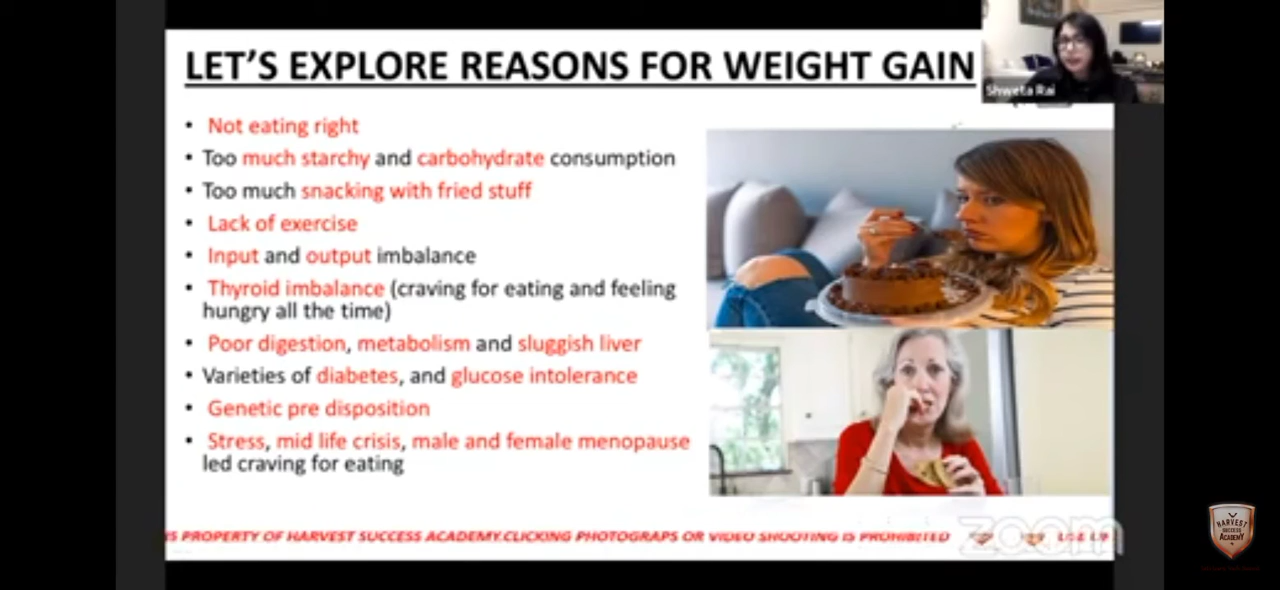 LET'S EXPLORE REASONS FOR WEIGHT GAIN
Shweta Rai
• Not eating right
• Too much starchy and carbohydrate consumption
• Too much snacking with fried stuff
• Lack of exercise
• Input and output imbalance
• Thyroid imbalance (craving for eating and feeling
hungry all the time)
• Poor digestion, metabolism and sluggish liver
• Varieties of diabetes, and glucose intolerance
• Genetic pre disposition
• Stress, mid life crisis, male and female menopause
led craving for eating
IS PROPERTY OF HARVEST SUCCESS ACADEMY.CLICKING PHOTOGRAPS OR VIDEO SHOOTING IS PROHIBITED
zoom
HARVEST
SUCCESS
ACADEMY